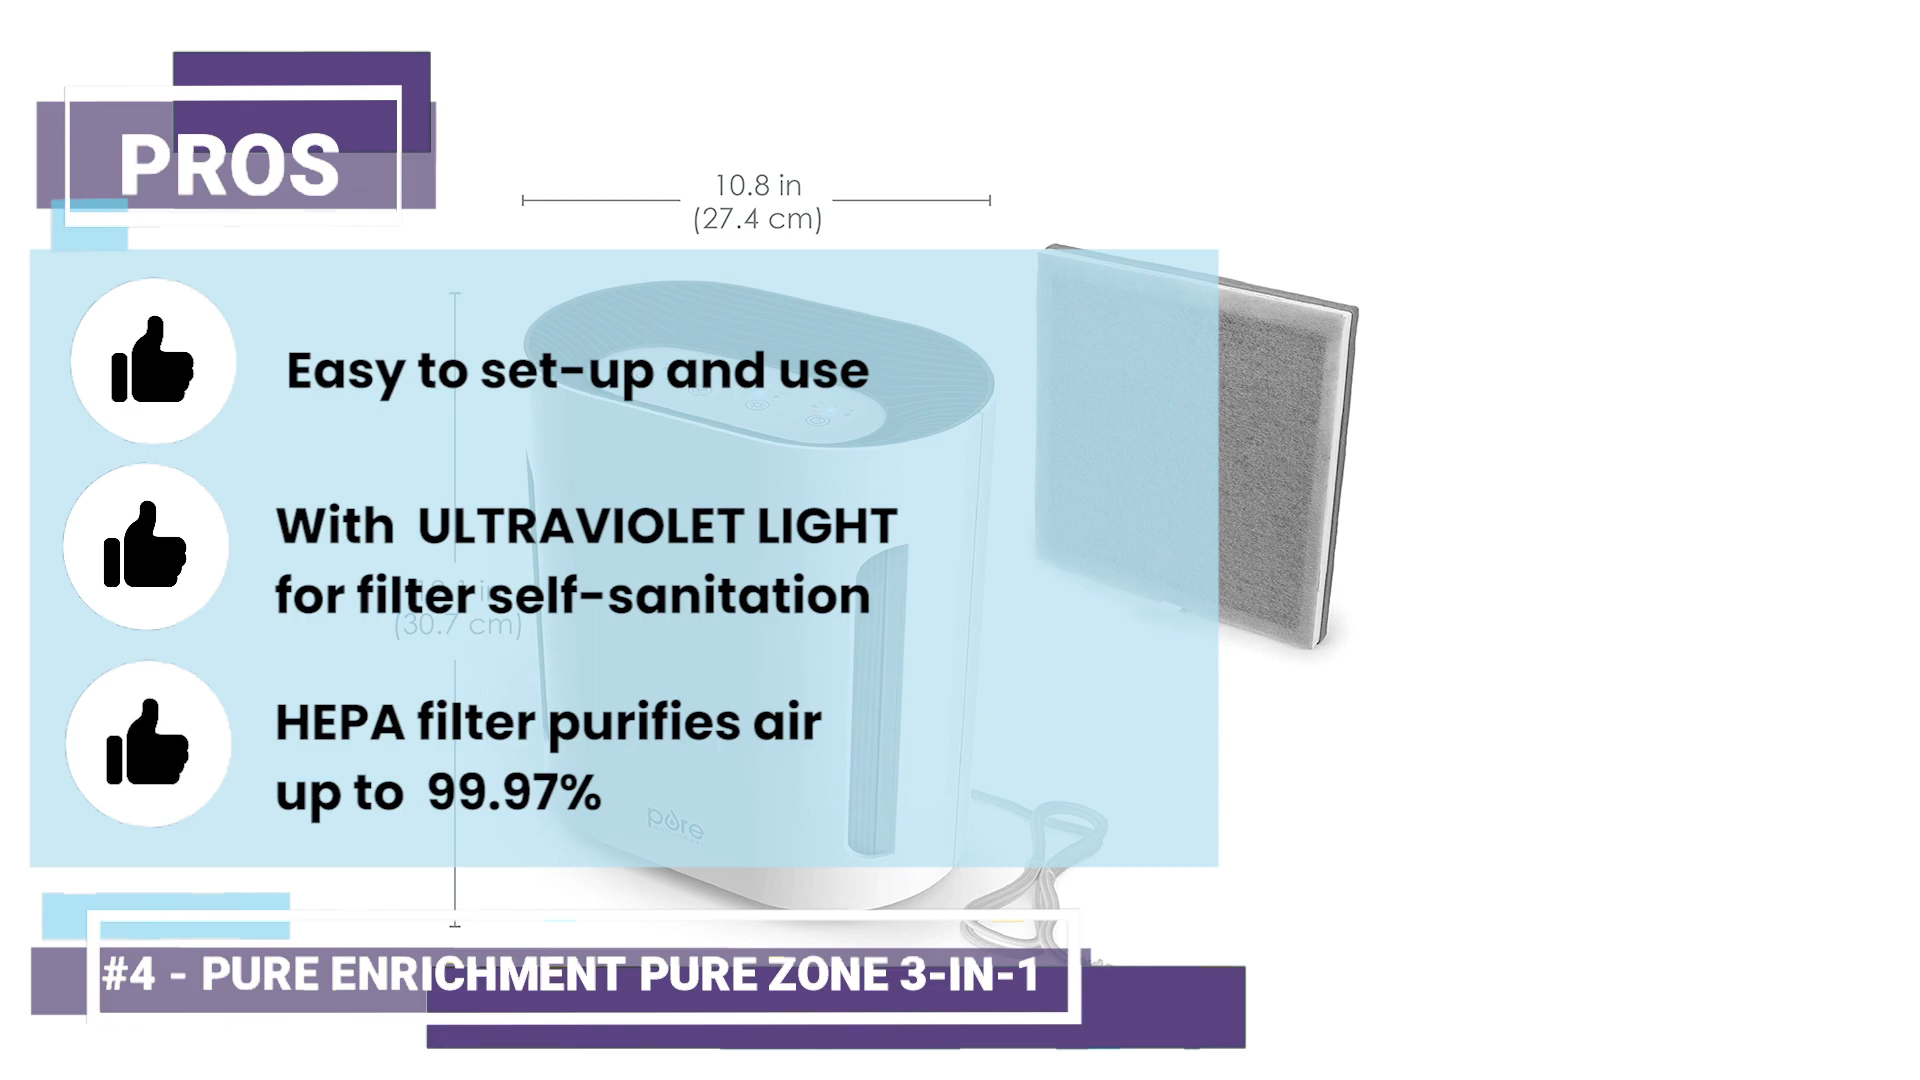 PROS
10.8 in
(27.4 cm)
Easy to set-up and use
With ULTRAVIOLET LIGHT
for filter self-sanitation
(30.7 cm)
HEPA filter purifies air
up to 99.97%
pure
#4 - PURE ENRICHMENT PURE ZONE 3-IN-1